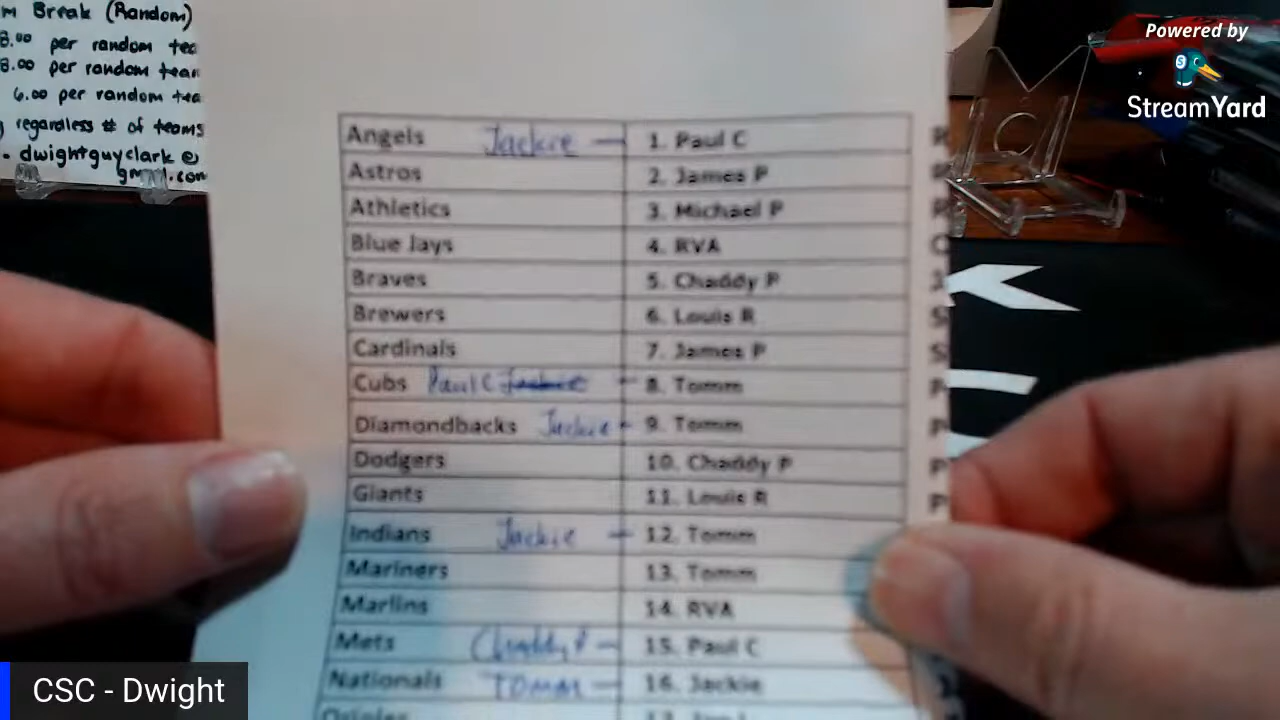 m Break (Random)
8.00 per random tea
8.00 per random team
6.00 per random tea
regardless # of teams
. dwightguyclark @
gmail.com
Powered by
StreamYard
Angels Jackie — 1. Paul C
Astros 2. James P
Athletics 3. Michael P
Blue Jays 4. RVA
Braves 5. Chaddy P
Brewers 6. Louis R
Cardinals 7. James P
Cubs Paul C Jackie - 8. Tomm
Diamondbacks Jackie - 9. Tomm
Dodgers 10. Chaddy P
Giants 11. Louis R
Indians Jackie — 12. Tomm
Mariners 13. Tomm
Marlins 14. RVA
Mets Chaddy P — 15. Paul C
Nationals Tomm — 16. Jackie
Orioles
CSC - Dwight